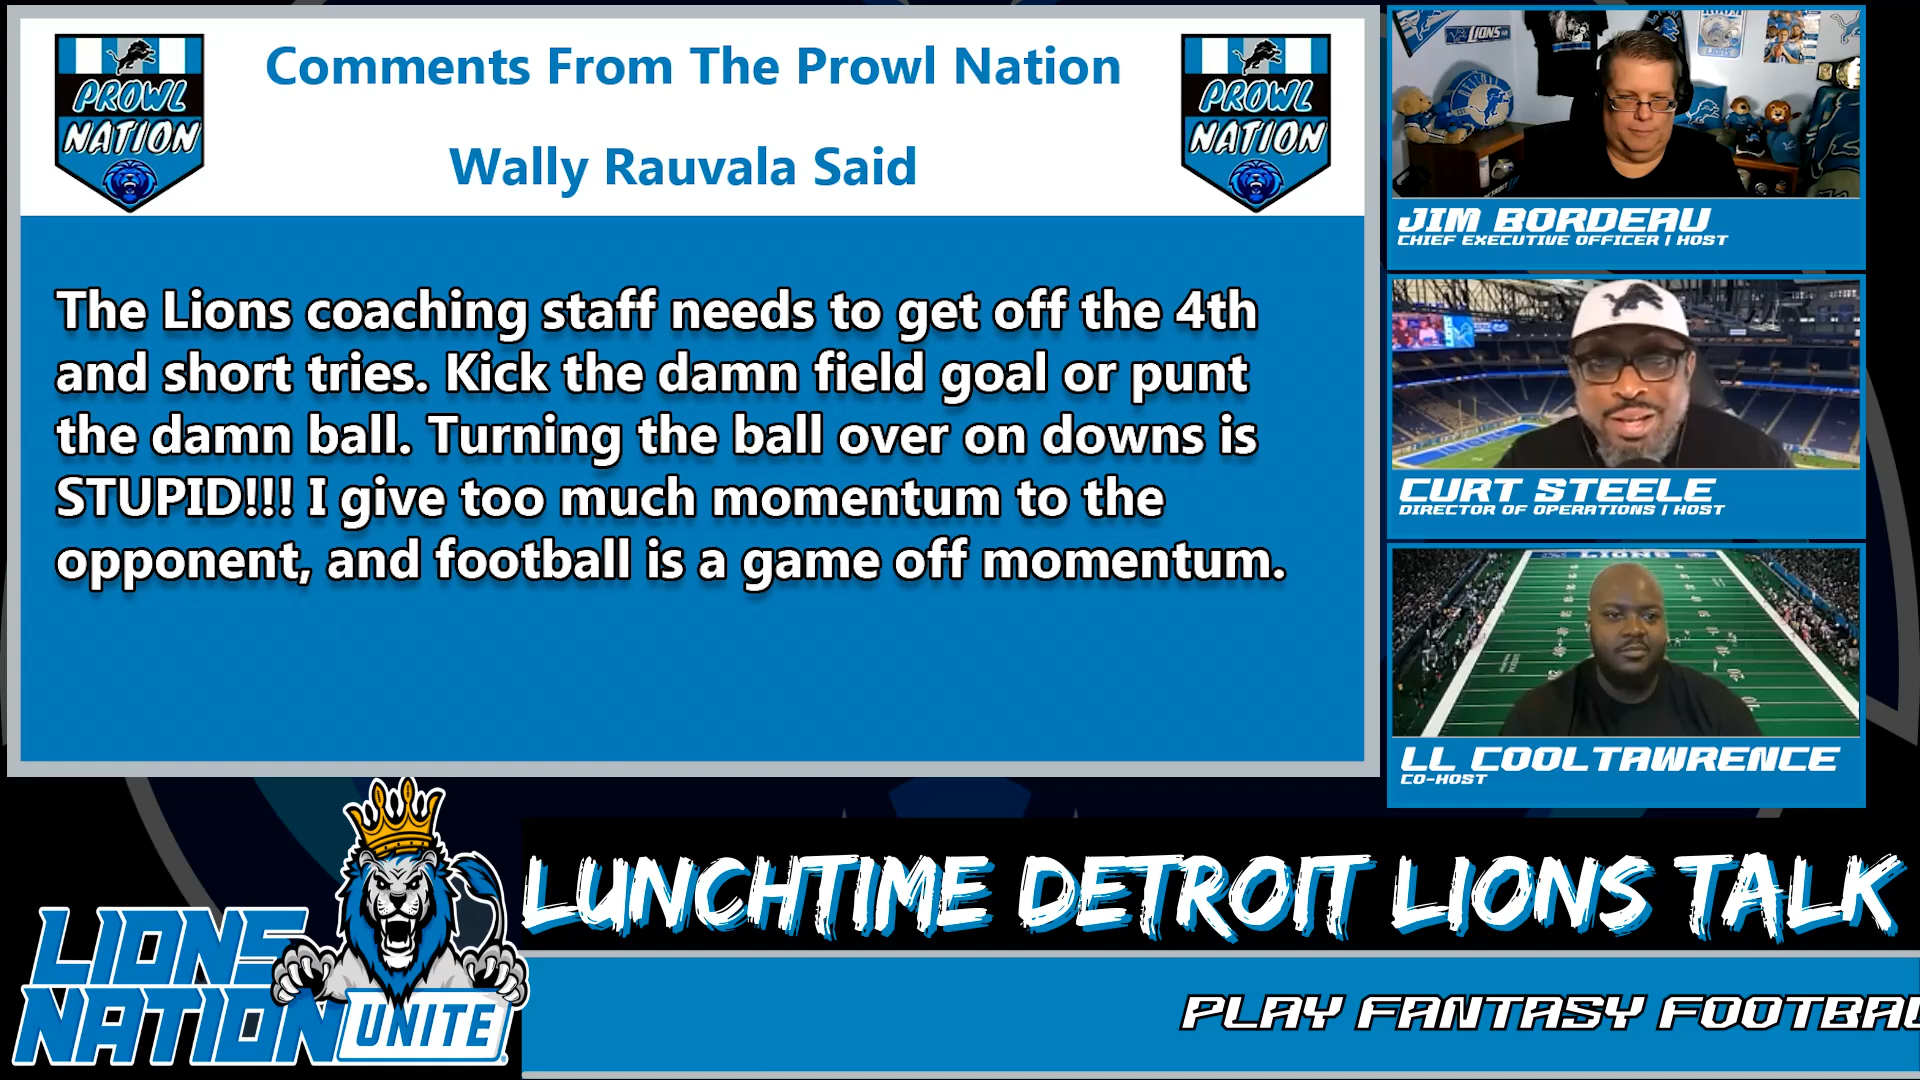 PROWL
NATION
Comments From The Prowl Nation
Wally Rauvala Said
PROWL
NATION
The Lions coaching staff needs to get off the 4th
and short tries. Kick the damn field goal or punt
the damn ball. Turning the ball over on downs is
STUPID!!! I give too much momentum to the
opponent, and football is a game off momentum.
LIONS
JIM BORDEAU
CHIEF EXECUTIVE OFFICER | HOST
CURT STEELE
DIRECTOR OF OPERATIONS | HOST
LIONS
LL COOLTAWRENCE
CO-HOST
LIONS
NATION
UNITE
LUNCHTIME DETROIT LIONS TALK
PLAY FANTASY FOOTBAL